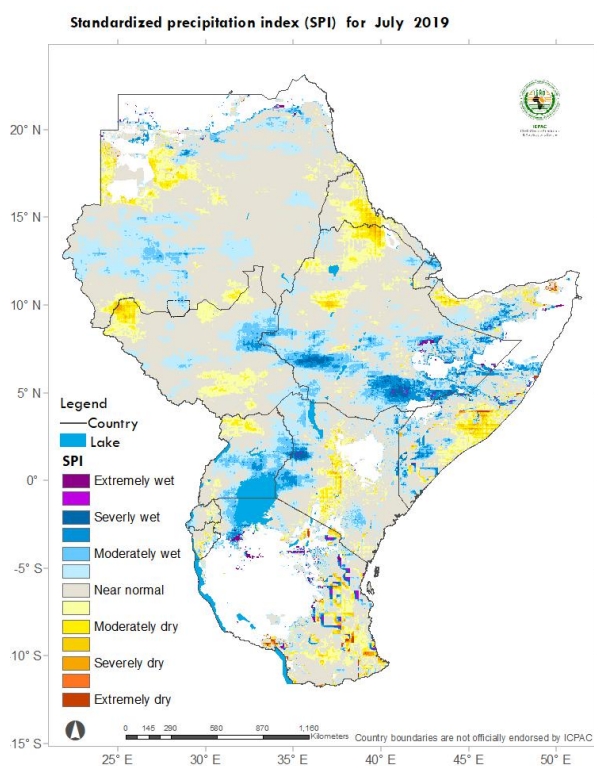 Standardized precipitation index (SPI) for July 2019
ICPAC
20° N
15° N
10° N
5° N
0°
-5° S
10° S
15° S
Legend
Country
Lake
SPI
Extremely wet
Severly wet
Moderately wet
Near normal
Moderately dry
Severely dry
Extremely dry
0 145 290 580 870 1,160
Kilometers
Country boundaries are not officially endorsed by ICPAC
25° E 30° E 35° E 40° E 45° E 50° E